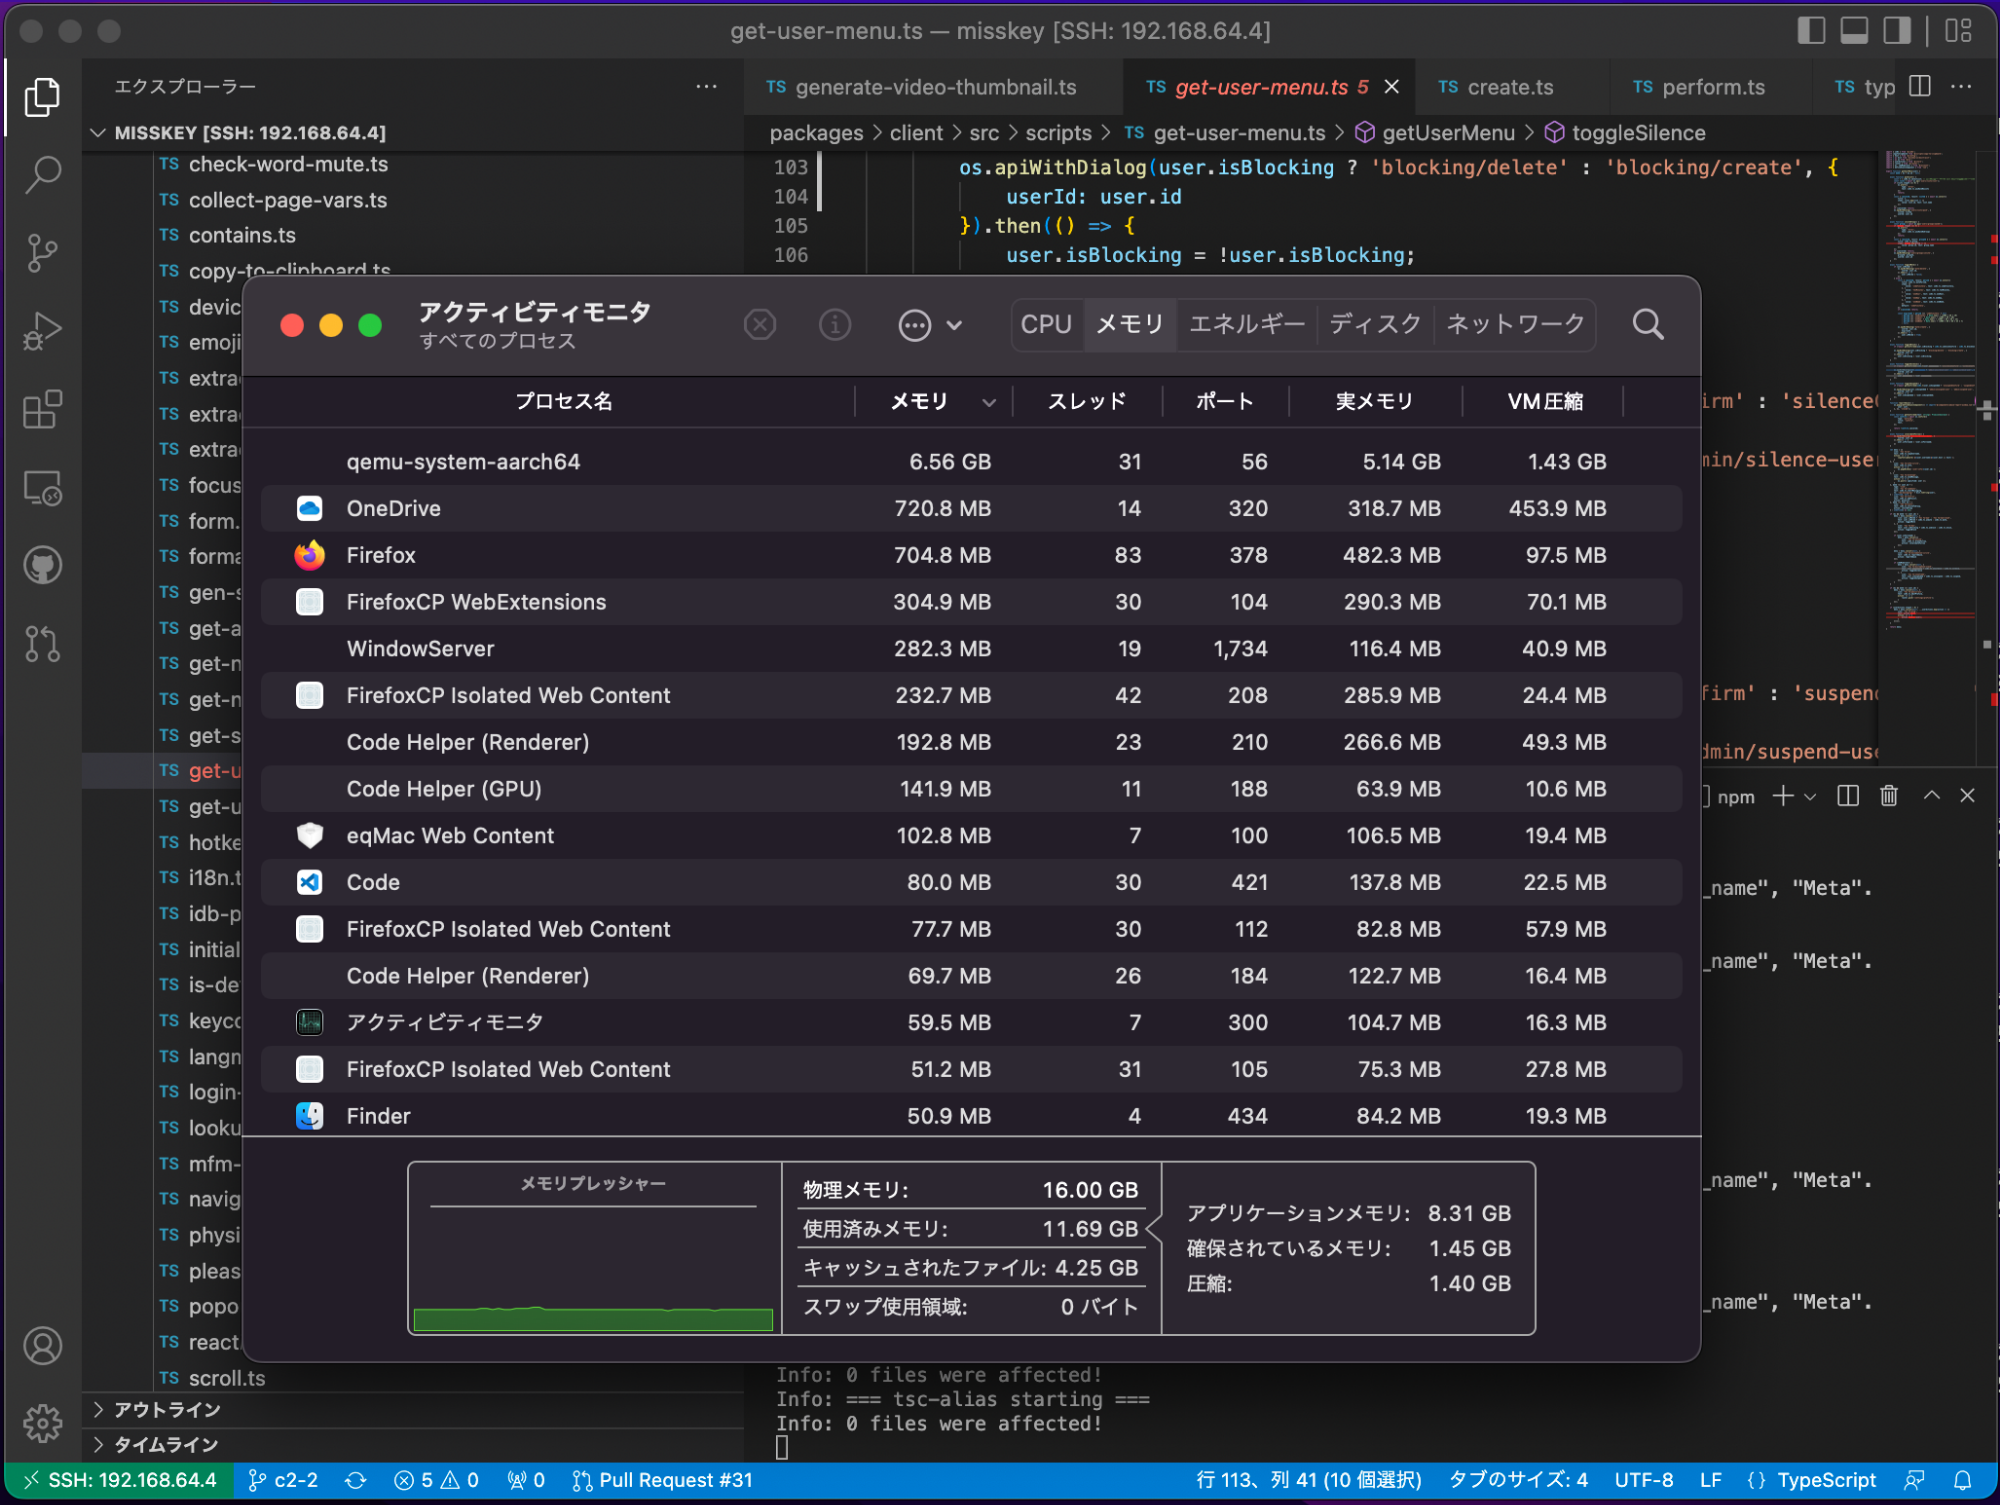 get-user-menu.ts — misskey [SSH: 192.168.64.4]
エクスプローラー
TS generate-video-thumbnail.ts
TS get-user-menu.ts 5
TS create.ts
TS perform.ts
TS typ
MISSKEY [SSH: 192.168.64.4]
packages > client > src > scripts > TS get-user-menu.ts > getUserMenu > toggleSilence
TS check-word-mute.ts
TS collect-page-vars.ts
TS contains.ts
TS copy-to-clipboard.ts
TS devic
TS emoji
TS extra
TS extra
TS extra
TS focus
TS form.
TS forma
TS gen-s
TS get-a
TS get-n
TS get-n
TS get-s
TS get-u
TS get-u
TS hotke
TS i18n.t
TS idb-p
TS initial
TS is-de
TS keyco
TS langm
TS login-
TS looku
TS mfm-
TS navig
TS physi
TS pleas
TS popo
TS react
TS scroll.ts
アウトライン
タイムライン
103 os.apiWithDialog(user.isBlocking ? 'blocking/delete' : 'blocking/create', {
104 userId: user.id
105 }).then(() => {
106 user.isBlocking = !user.isBlocking;
irm' : 'silence
min/silence-user
firm' : 'suspend
dmin/suspend-use
アクティビティモニタ
すべてのプロセス
CPU メモリ エネルギー ディスク ネットワーク
プロセス名 メモリ スレッド ポート 実メモリ VM圧縮
qemu-system-aarch64 6.56 GB 31 56 5.14 GB 1.43 GB
OneDrive 720.8 MB 14 320 318.7 MB 453.9 MB
Firefox 704.8 MB 83 378 482.3 MB 97.5 MB
FirefoxCP WebExtensions 304.9 MB 30 104 290.3 MB 70.1 MB
WindowServer 282.3 MB 19 1,734 116.4 MB 40.9 MB
FirefoxCP Isolated Web Content 232.7 MB 42 208 285.9 MB 24.4 MB
Code Helper (Renderer) 192.8 MB 23 210 266.6 MB 49.3 MB
Code Helper (GPU) 141.9 MB 11 188 63.9 MB 10.6 MB
eqMac Web Content 102.8 MB 7 100 106.5 MB 19.4 MB
Code 80.0 MB 30 421 137.8 MB 22.5 MB
FirefoxCP Isolated Web Content 77.7 MB 30 112 82.8 MB 57.9 MB
Code Helper (Renderer) 69.7 MB 26 184 122.7 MB 16.4 MB
アクティビティモニタ 59.5 MB 7 300 104.7 MB 16.3 MB
FirefoxCP Isolated Web Content 51.2 MB 31 105 75.3 MB 27.8 MB
Finder 50.9 MB 4 434 84.2 MB 19.3 MB
メモリプレッシャー
物理メモリ: 16.00 GB
使用済みメモリ: 11.69 GB
キャッシュされたファイル: 4.25 GB
スワップ使用領域: 0 バイト
アプリケーションメモリ: 8.31 GB
確保されているメモリ: 1.45 GB
圧縮: 1.40 GB
npm
_name", "Meta".
_name", "Meta".
_name", "Meta".
_name", "Meta".
Info: 0 files were affected!
Info: === tsc-alias starting ===
Info: 0 files were affected!
SSH: 192.168.64.4 c2-2 5 0 0 Pull Request #31 行 113、列 41 (10 個選択) タブのサイズ: 4 UTF-8 LF {} TypeScript